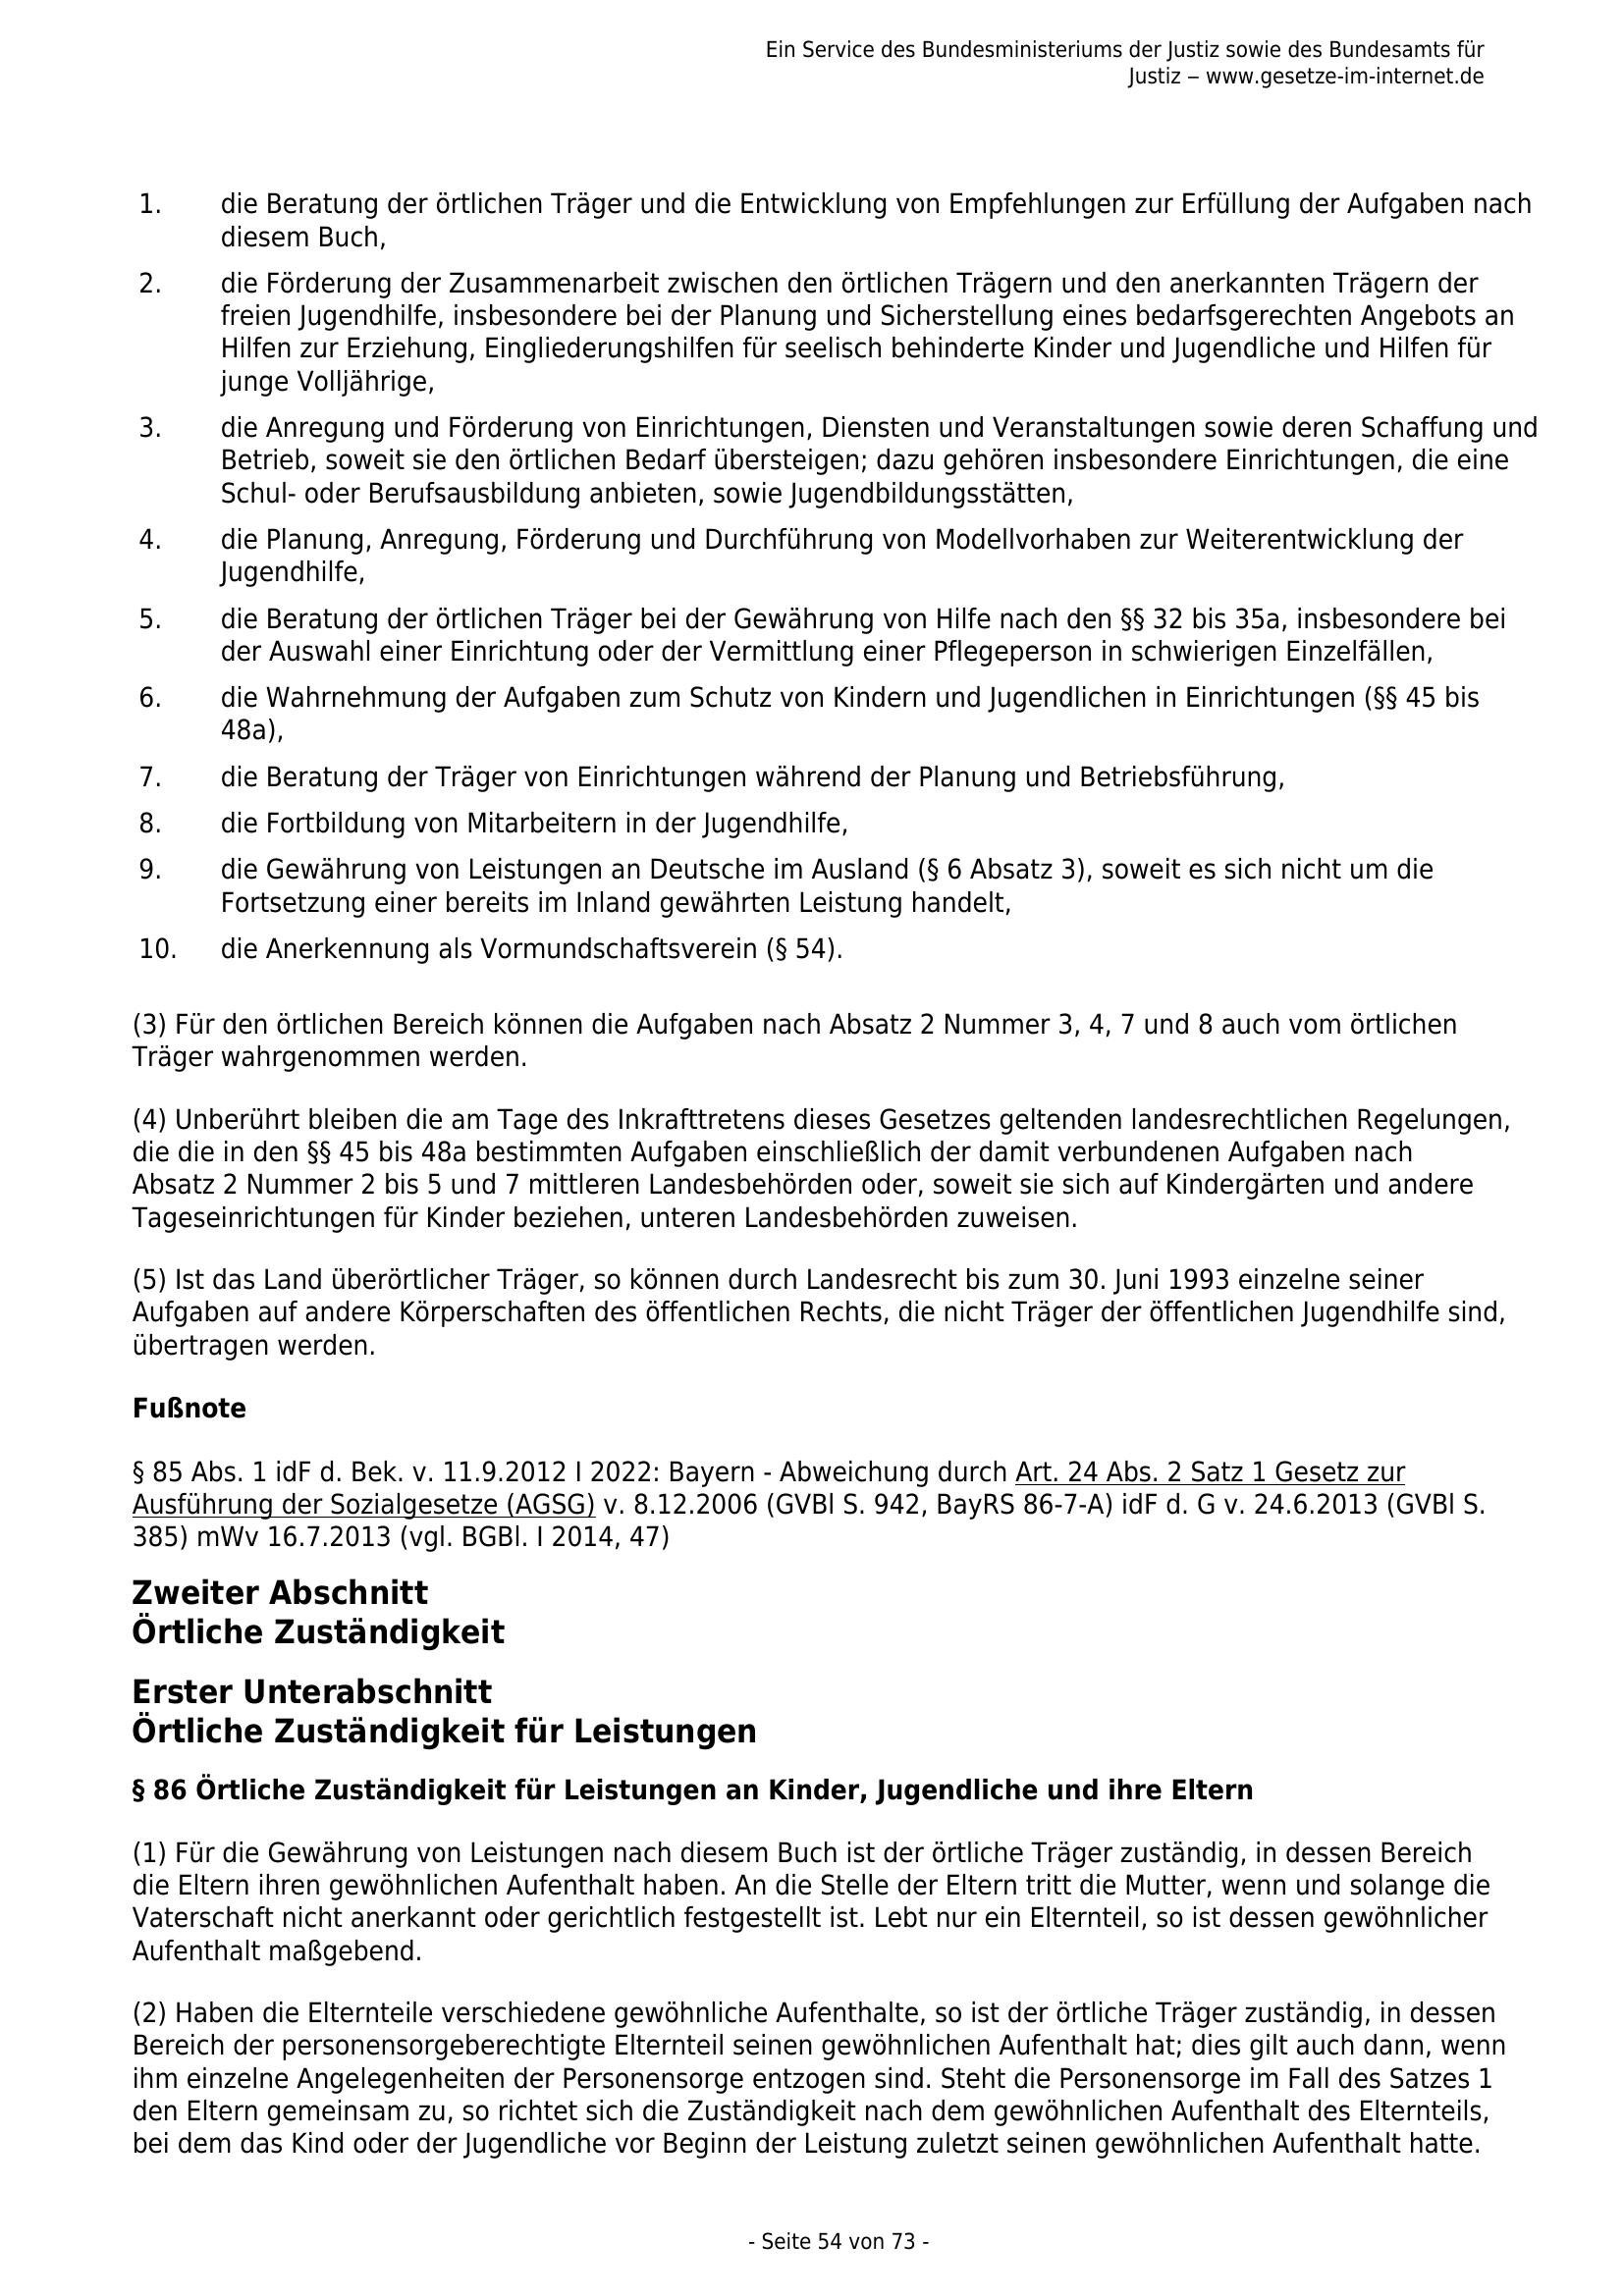 Ein Service des Bundesministeriums der Justiz sowie des Bundesamts für
Justiz ‒ www.gesetze-im-internet.de
1. die Beratung der örtlichen Träger und die Entwicklung von Empfehlungen zur Erfüllung der Aufgaben nach
diesem Buch,
2. die Förderung der Zusammenarbeit zwischen den örtlichen Trägern und den anerkannten Trägern der
freien Jugendhilfe, insbesondere bei der Planung und Sicherstellung eines bedarfsgerechten Angebots an
Hilfen zur Erziehung, Eingliederungshilfen für seelisch behinderte Kinder und Jugendliche und Hilfen für
junge Volljährige,
3. die Anregung und Förderung von Einrichtungen, Diensten und Veranstaltungen sowie deren Schaffung und
Betrieb, soweit sie den örtlichen Bedarf übersteigen; dazu gehören insbesondere Einrichtungen, die eine
Schul- oder Berufsausbildung anbieten, sowie Jugendbildungsstätten,
4. die Planung, Anregung, Förderung und Durchführung von Modellvorhaben zur Weiterentwicklung der
Jugendhilfe,
5. die Beratung der örtlichen Träger bei der Gewährung von Hilfe nach den §§ 32 bis 35a, insbesondere bei
der Auswahl einer Einrichtung oder der Vermittlung einer Pflegeperson in schwierigen Einzelfällen,
6. die Wahrnehmung der Aufgaben zum Schutz von Kindern und Jugendlichen in Einrichtungen (§§ 45 bis
48a),
7. die Beratung der Träger von Einrichtungen während der Planung und Betriebsführung,
8. die Fortbildung von Mitarbeitern in der Jugendhilfe,
9. die Gewährung von Leistungen an Deutsche im Ausland (§ 6 Absatz 3), soweit es sich nicht um die
Fortsetzung einer bereits im Inland gewährten Leistung handelt,
10. die Anerkennung als Vormundschaftsverein (§ 54).
(3) Für den örtlichen Bereich können die Aufgaben nach Absatz 2 Nummer 3, 4, 7 und 8 auch vom örtlichen
Träger wahrgenommen werden.
(4) Unberührt bleiben die am Tage des Inkrafttretens dieses Gesetzes geltenden landesrechtlichen Regelungen,
die die in den §§ 45 bis 48a bestimmten Aufgaben einschließlich der damit verbundenen Aufgaben nach
Absatz 2 Nummer 2 bis 5 und 7 mittleren Landesbehörden oder, soweit sie sich auf Kindergärten und andere
Tageseinrichtungen für Kinder beziehen, unteren Landesbehörden zuweisen.
(5) Ist das Land überörtlicher Träger, so können durch Landesrecht bis zum 30. Juni 1993 einzelne seiner
Aufgaben auf andere Körperschaften des öffentlichen Rechts, die nicht Träger der öffentlichen Jugendhilfe sind,
übertragen werden.
Fußnote
§ 85 Abs. 1 idF d. Bek. v. 11.9.2012 I 2022: Bayern - Abweichung durch Art. 24 Abs. 2 Satz 1 Gesetz zur
Ausführung der Sozialgesetze (AGSG) v. 8.12.2006 (GVBl S. 942, BayRS 86-7-A) idF d. G v. 24.6.2013 (GVBl S.
385) mWv 16.7.2013 (vgl. BGBl. I 2014, 47)
Zweiter Abschnitt
Örtliche Zuständigkeit
Erster Unterabschnitt
Örtliche Zuständigkeit für Leistungen
§ 86 Örtliche Zuständigkeit für Leistungen an Kinder, Jugendliche und ihre Eltern
(1) Für die Gewährung von Leistungen nach diesem Buch ist der örtliche Träger zuständig, in dessen Bereich
die Eltern ihren gewöhnlichen Aufenthalt haben. An die Stelle der Eltern tritt die Mutter, wenn und solange die
Vaterschaft nicht anerkannt oder gerichtlich festgestellt ist. Lebt nur ein Elternteil, so ist dessen gewöhnlicher
Aufenthalt maßgebend.
(2) Haben die Elternteile verschiedene gewöhnliche Aufenthalte, so ist der örtliche Träger zuständig, in dessen
Bereich der personensorgeberechtigte Elternteil seinen gewöhnlichen Aufenthalt hat; dies gilt auch dann, wenn
ihm einzelne Angelegenheiten der Personensorge entzogen sind. Steht die Personensorge im Fall des Satzes 1
den Eltern gemeinsam zu, so richtet sich die Zuständigkeit nach dem gewöhnlichen Aufenthalt des Elternteils,
bei dem das Kind oder der Jugendliche vor Beginn der Leistung zuletzt seinen gewöhnlichen Aufenthalt hatte.
- Seite 54 von 73 -